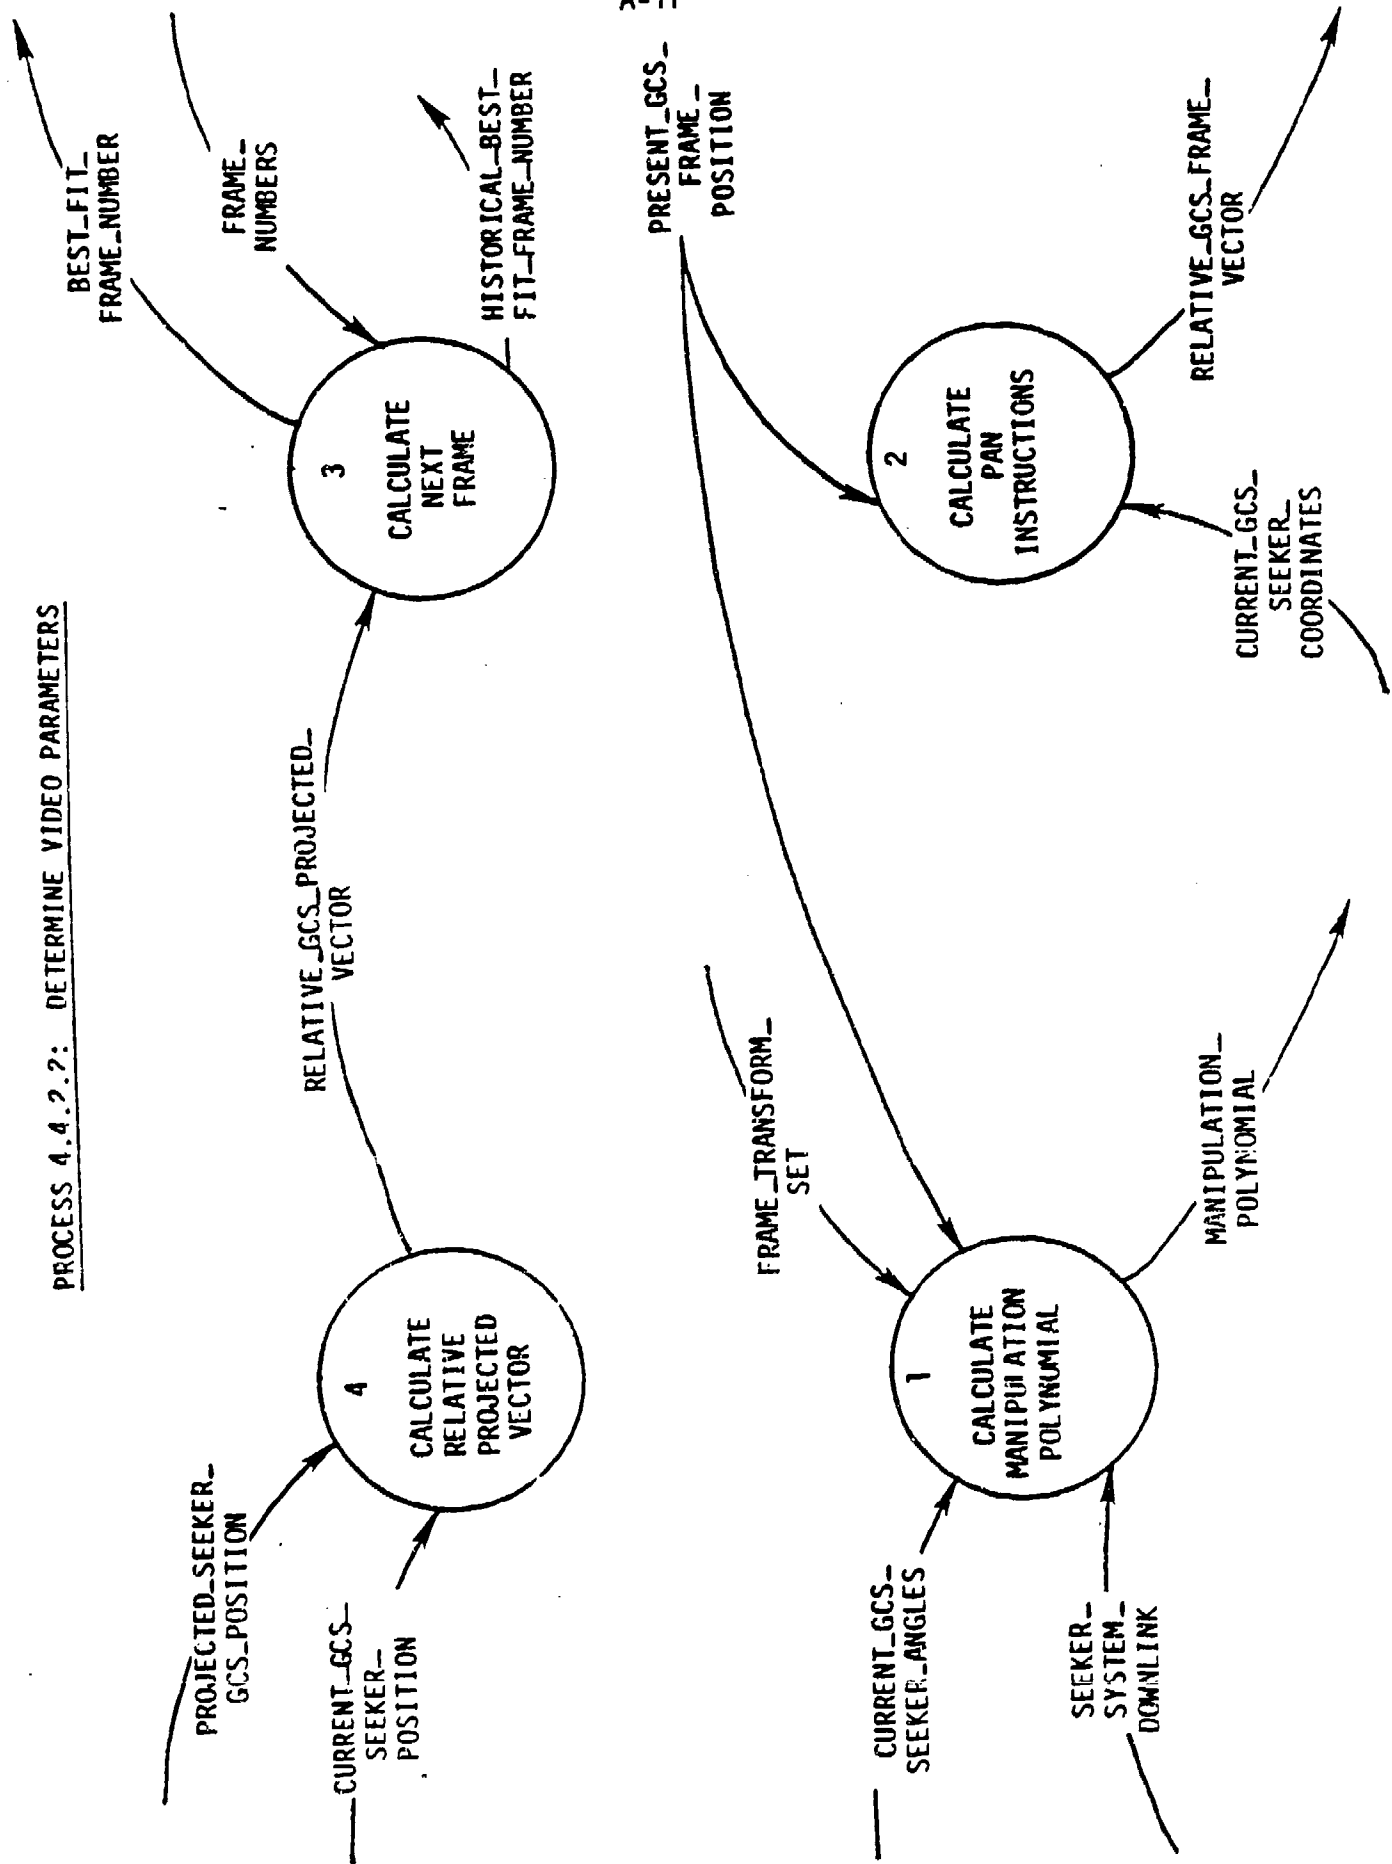 PROCESS 4.4.2.2: DETERMINE VIDEO PARAMETERS
PROJECTED_SEEKER_
GCS_POSITION
CURRENT_GCS_
SEEKER_
POSITION
4
CALCULATE
RELATIVE
PROJECTED
VECTOR
RELATIVE_GCS_PROJECTED_
VECTOR
3
CALCULATE
NEXT
FRAME
BEST_FIT_
FRAME_NUMBER
FRAME_
NUMBERS
HISTORICAL_BEST_
FIT_FRAME_NUMBER
CURRENT_GCS_
SEEKER_ANGLES
SEEKER_
SYSTEM_
DOWNLINK
1
CALCULATE
MANIPULATION
POLYNOMIAL
FRAME_TRANSFORM_
SET
MANIPULATION_
POLYNOMIAL
PRESENT_GCS_
FRAME_
POSITION
2
CALCULATE
PAN
INSTRUCTIONS
CURRENT_GCS_
SEEKER_
COORDINATES
RELATIVE_GCS_FRAME_
VECTOR